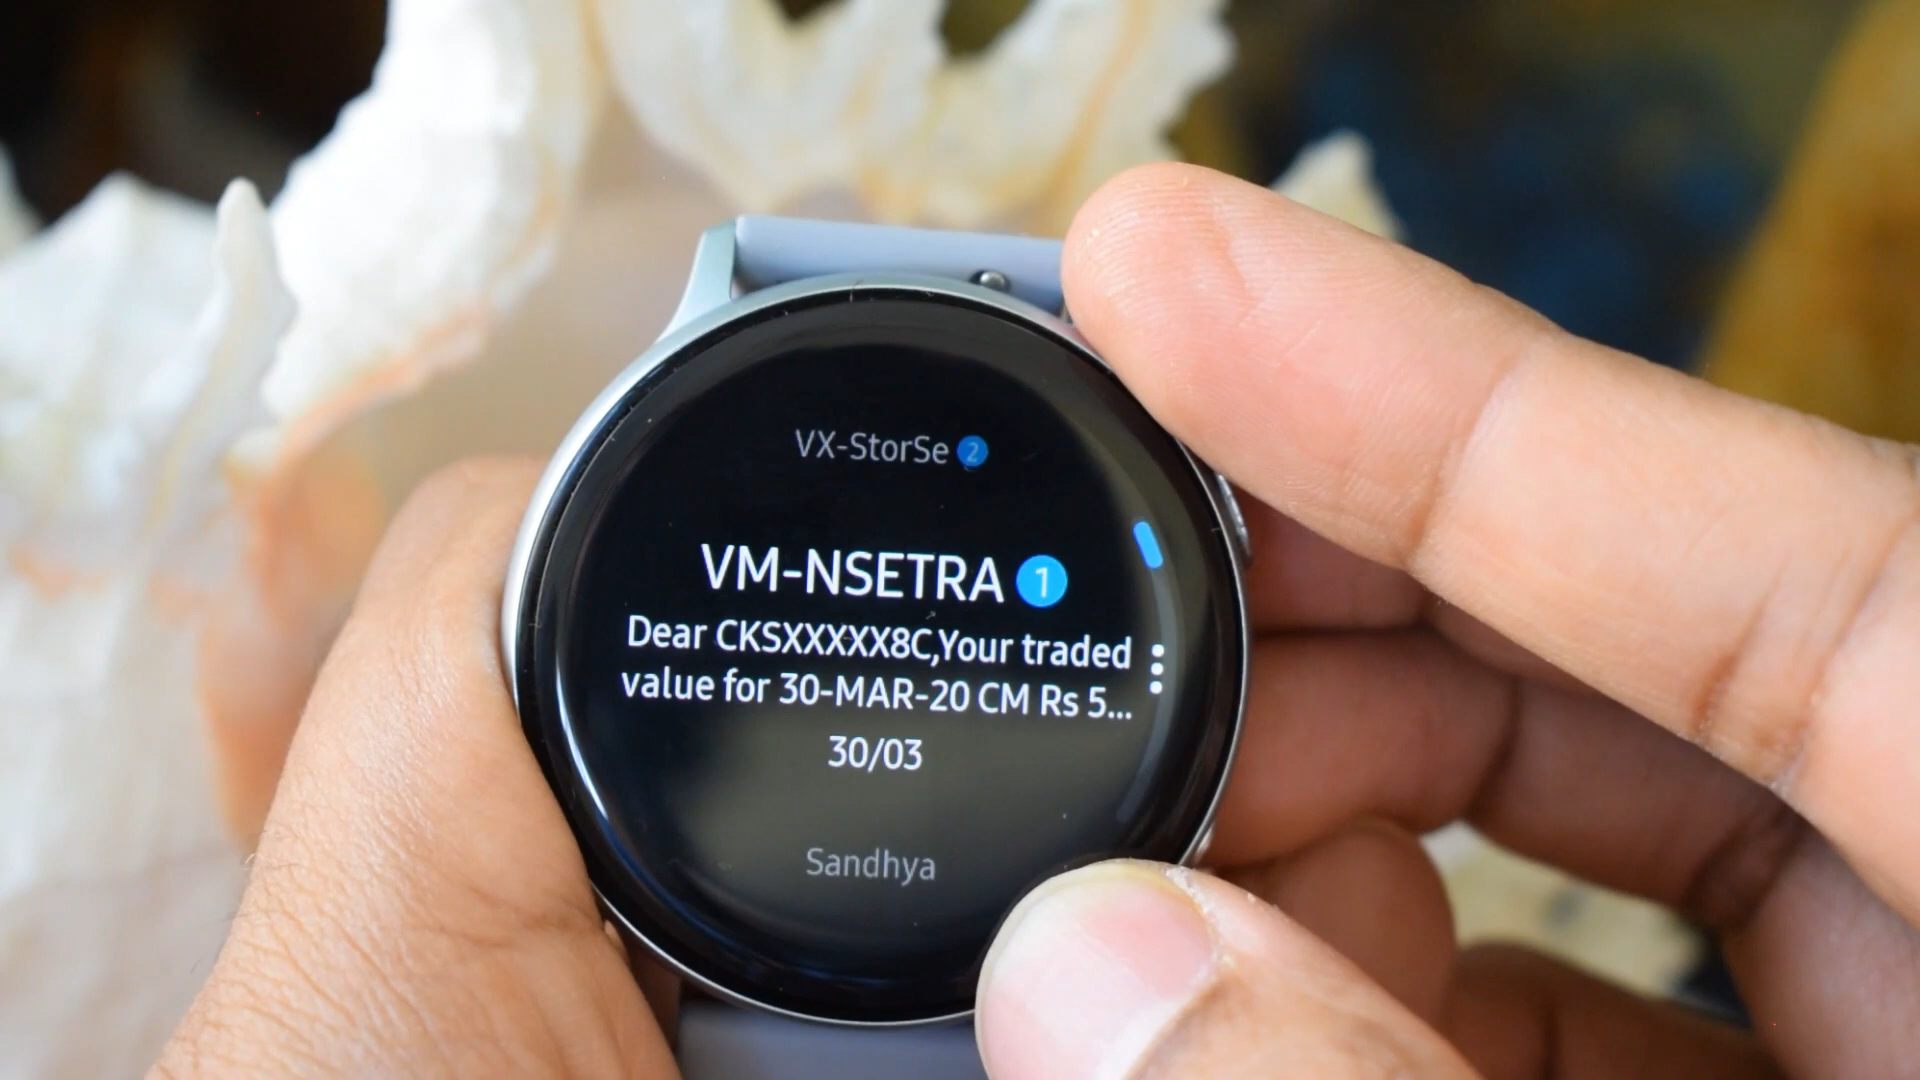 VX-StorSe 2
VM-NSETRA 1
Dear CKSXXXXX8C,Your traded
value for 30-MAR-20 CM Rs 5...
30/03
Sandhya